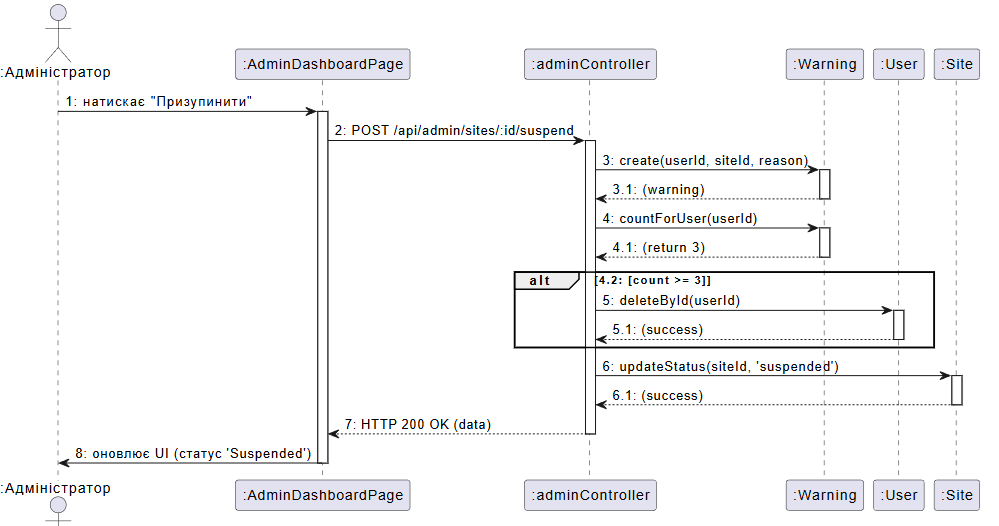 :Адміністратор
:AdminDashboardPage
:adminController
:Warning
:User
:Site
1: натискає "Призупинити"
2: POST /api/admin/sites/:id/suspend
3: create(userId, siteId, reason)
3.1: (warning)
4: countForUser(userId)
4.1: (return 3)
alt
[4.2: [count >= 3]]
5: deleteById(userId)
5.1: (success)
6: updateStatus(siteId, 'suspended')
6.1: (success)
7: HTTP 200 OK (data)
8: оновлює UI (статус 'Suspended')
:Адміністратор
:AdminDashboardPage
:adminController
:Warning
:User
:Site